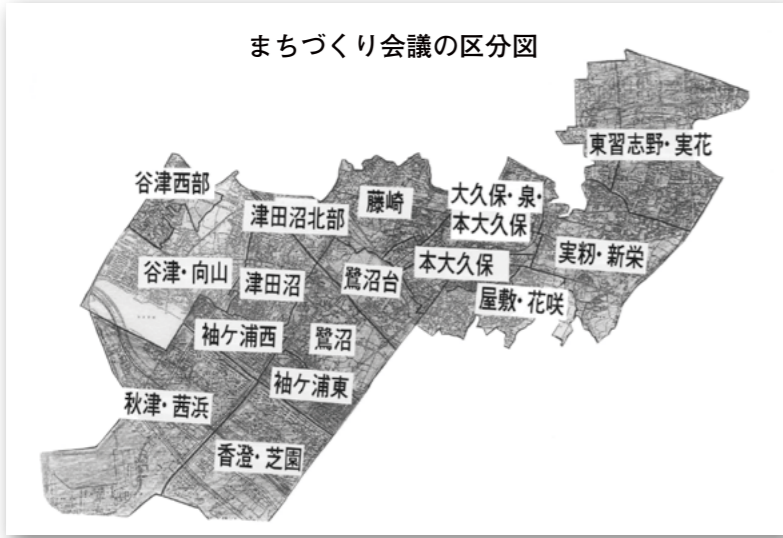 まちづくり会議の区分図
東習志野・実花
谷津西部
藤崎
大久保・泉・
本大久保
津田沼北部
実籾・新栄
本大久保
谷津・向山
津田沼
鷺沼台
屋敷・花咲
袖ケ浦西
鷺沼
袖ケ浦東
秋津・茜浜
香澄・芝園